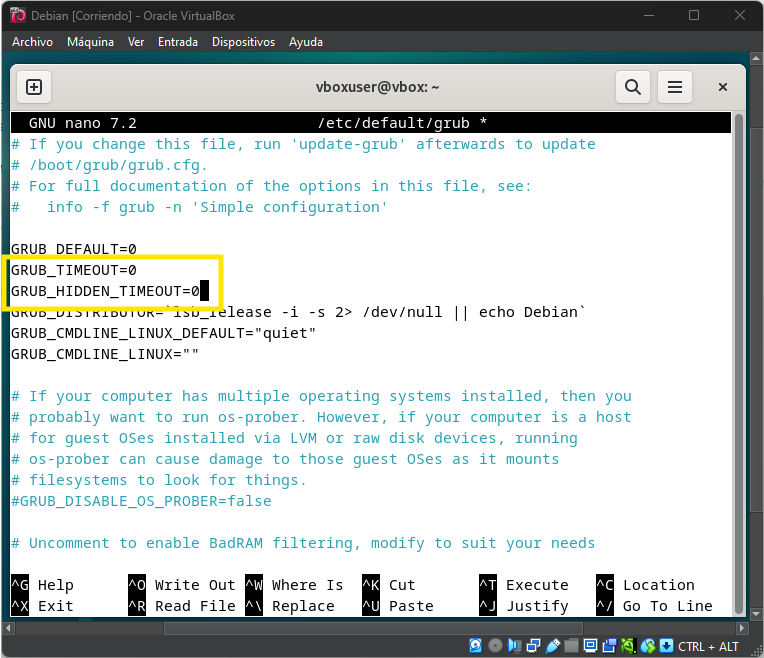 Debian [Corriendo] - Oracle VirtualBox
Archivo Máquina Ver Entrada Dispositivos Ayuda
vboxuser@vbox: ~
GNU nano 7.2 /etc/default/grub *
# If you change this file, run 'update-grub' afterwards to update
# /boot/grub/grub.cfg.
# For full documentation of the options in this file, see:
#   info -f grub -n 'Simple configuration'
GRUB_DEFAULT=0
GRUB_TIMEOUT=0
GRUB_HIDDEN_TIMEOUT=0
GRUB_DISTRIBUTOR=`lsb_release -i -s 2> /dev/null || echo Debian`
GRUB_CMDLINE_LINUX_DEFAULT="quiet"
GRUB_CMDLINE_LINUX=""
# If your computer has multiple operating systems installed, then you
# probably want to run os-prober. However, if your computer is a host
# for guest OSes installed via LVM or raw disk devices, running
# os-prober can cause damage to those guest OSes as it mounts
# filesystems to look for things.
#GRUB_DISABLE_OS_PROBER=false
# Uncomment to enable BadRAM filtering, modify to suit your needs
^G Help ^O Write Out ^W Where Is ^K Cut ^T Execute ^C Location
^X Exit ^R Read File ^\ Replace ^U Paste ^J Justify ^/ Go To Line
CTRL + ALT